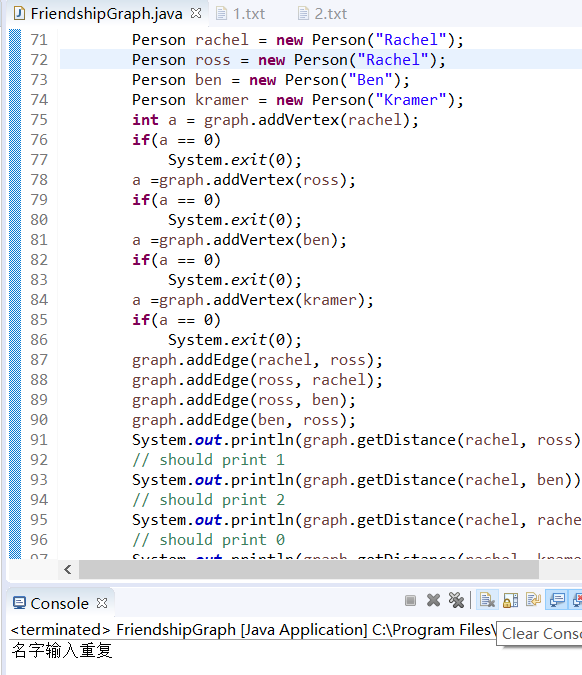 FriendshipGraph.java 1.txt 2.txt
71 Person rachel = new Person("Rachel");
72 Person ross = new Person("Rachel");
73 Person ben = new Person("Ben");
74 Person kramer = new Person("Kramer");
75 int a = graph.addVertex(rachel);
76 if(a == 0)
77 System.exit(0);
78 a =graph.addVertex(ross);
79 if(a == 0)
80 System.exit(0);
81 a =graph.addVertex(ben);
82 if(a == 0)
83 System.exit(0);
84 a =graph.addVertex(kramer);
85 if(a == 0)
86 System.exit(0);
87 graph.addEdge(rachel, ross);
88 graph.addEdge(ross, rachel);
89 graph.addEdge(ross, ben);
90 graph.addEdge(ben, ross);
91 System.out.println(graph.getDistance(rachel, ross)
92 // should print 1
93 System.out.println(graph.getDistance(rachel, ben))
94 // should print 2
95 System.out.println(graph.getDistance(rachel, rache
96 // should print 0
97 System.out.println(graph.getDistance(rachel, krame
Console
<terminated> FriendshipGraph [Java Application] C:\Program Files\
Clear Conso
名字输入重复